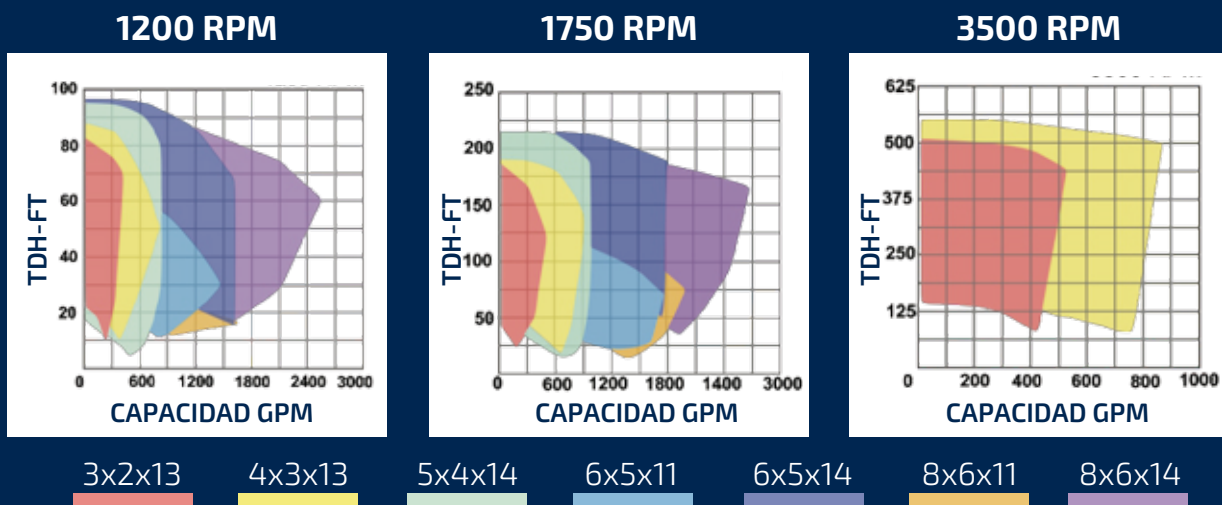 1200 RPM
1750 RPM
3500 RPM
100
80
60
40
20
TDH-FT
0 600 1200 1800 2400 3000
CAPACIDAD GPM
250
200
150
100
50
TDH-FT
0 600 1200 1800 1400 3000
CAPACIDAD GPM
625
500
375
250
125
TDH-FT
0 200 400 600 800 1000
CAPACIDAD GPM
3x2x13 4x3x13 5x4x14 6x5x11 6x5x14 8x6x11 8x6x14